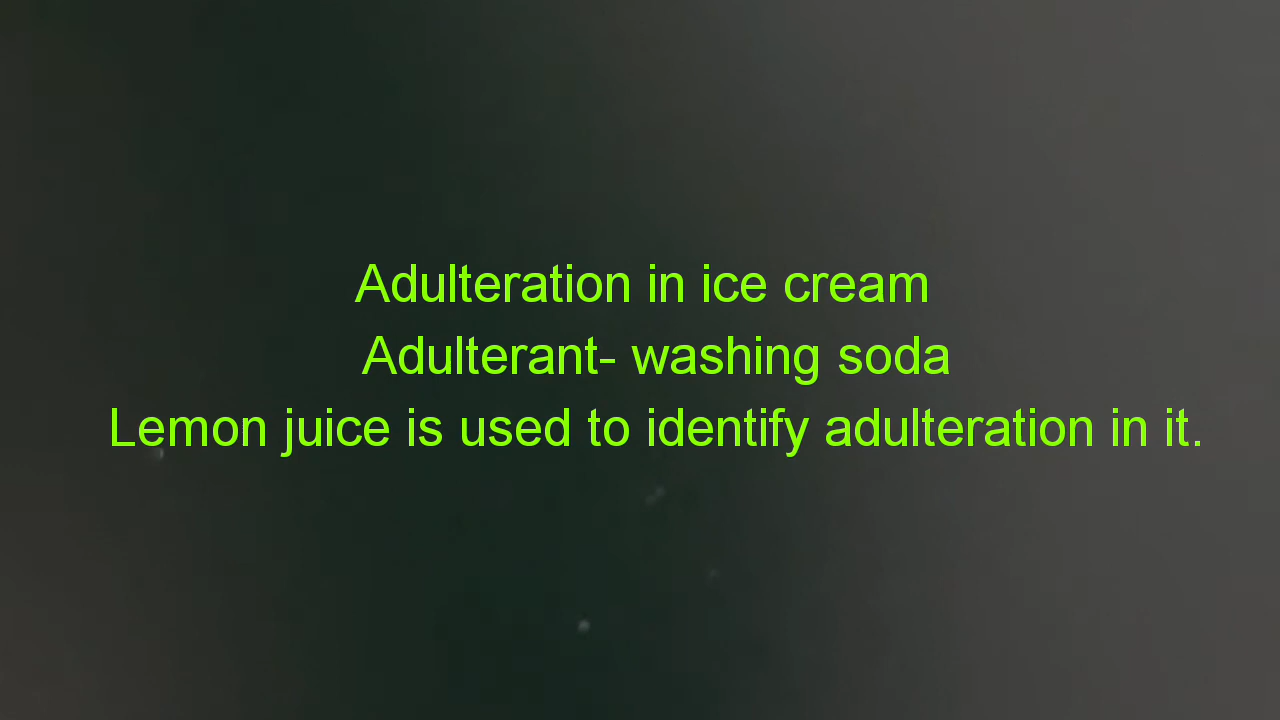 Adulteration in ice cream
Adulterant- washing soda
Lemon juice is used to identify adulteration in it.